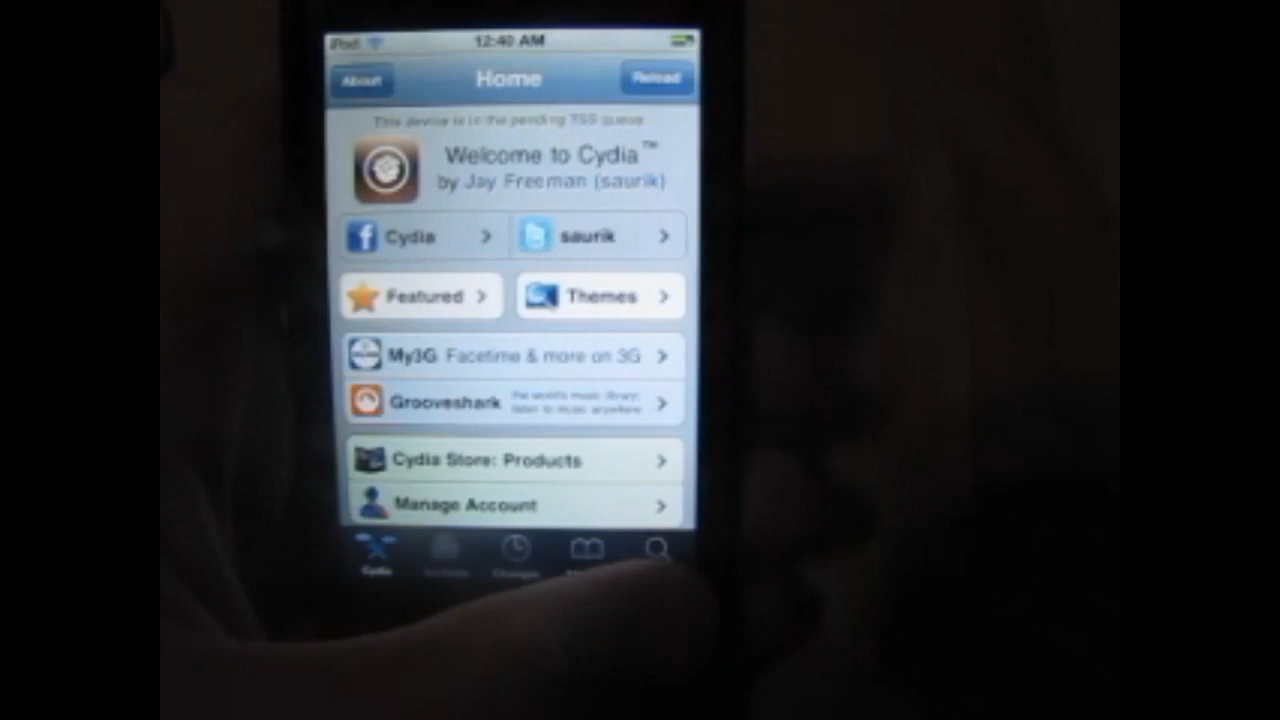 iPod 12:40 AM
About Home Reload
This device is in the pending TSS queue
Welcome to Cydia™
by Jay Freeman (saurik)
Cydia saurik
Featured Themes
My3G Facetime & more on 3G
Grooveshark the world's music library,
listen to music anywhere
Cydia Store: Products
Manage Account
Cydia Changes